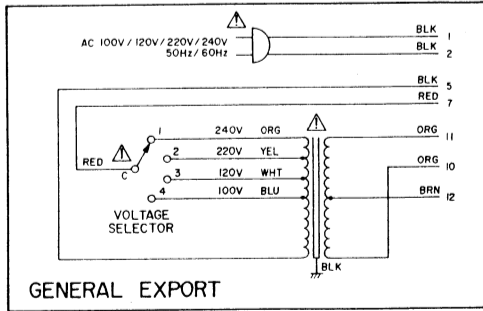 BLK 1
AC 100V/120V/220V/240V
50Hz/60Hz
BLK 2
BLK 5
RED 7
1 240V ORG
ORG 11
2 220V YEL
RED
C
3 120V WHT
ORG 10
4 100V BLU
BRN 12
VOLTAGE
SELECTOR
BLK
GENERAL EXPORT